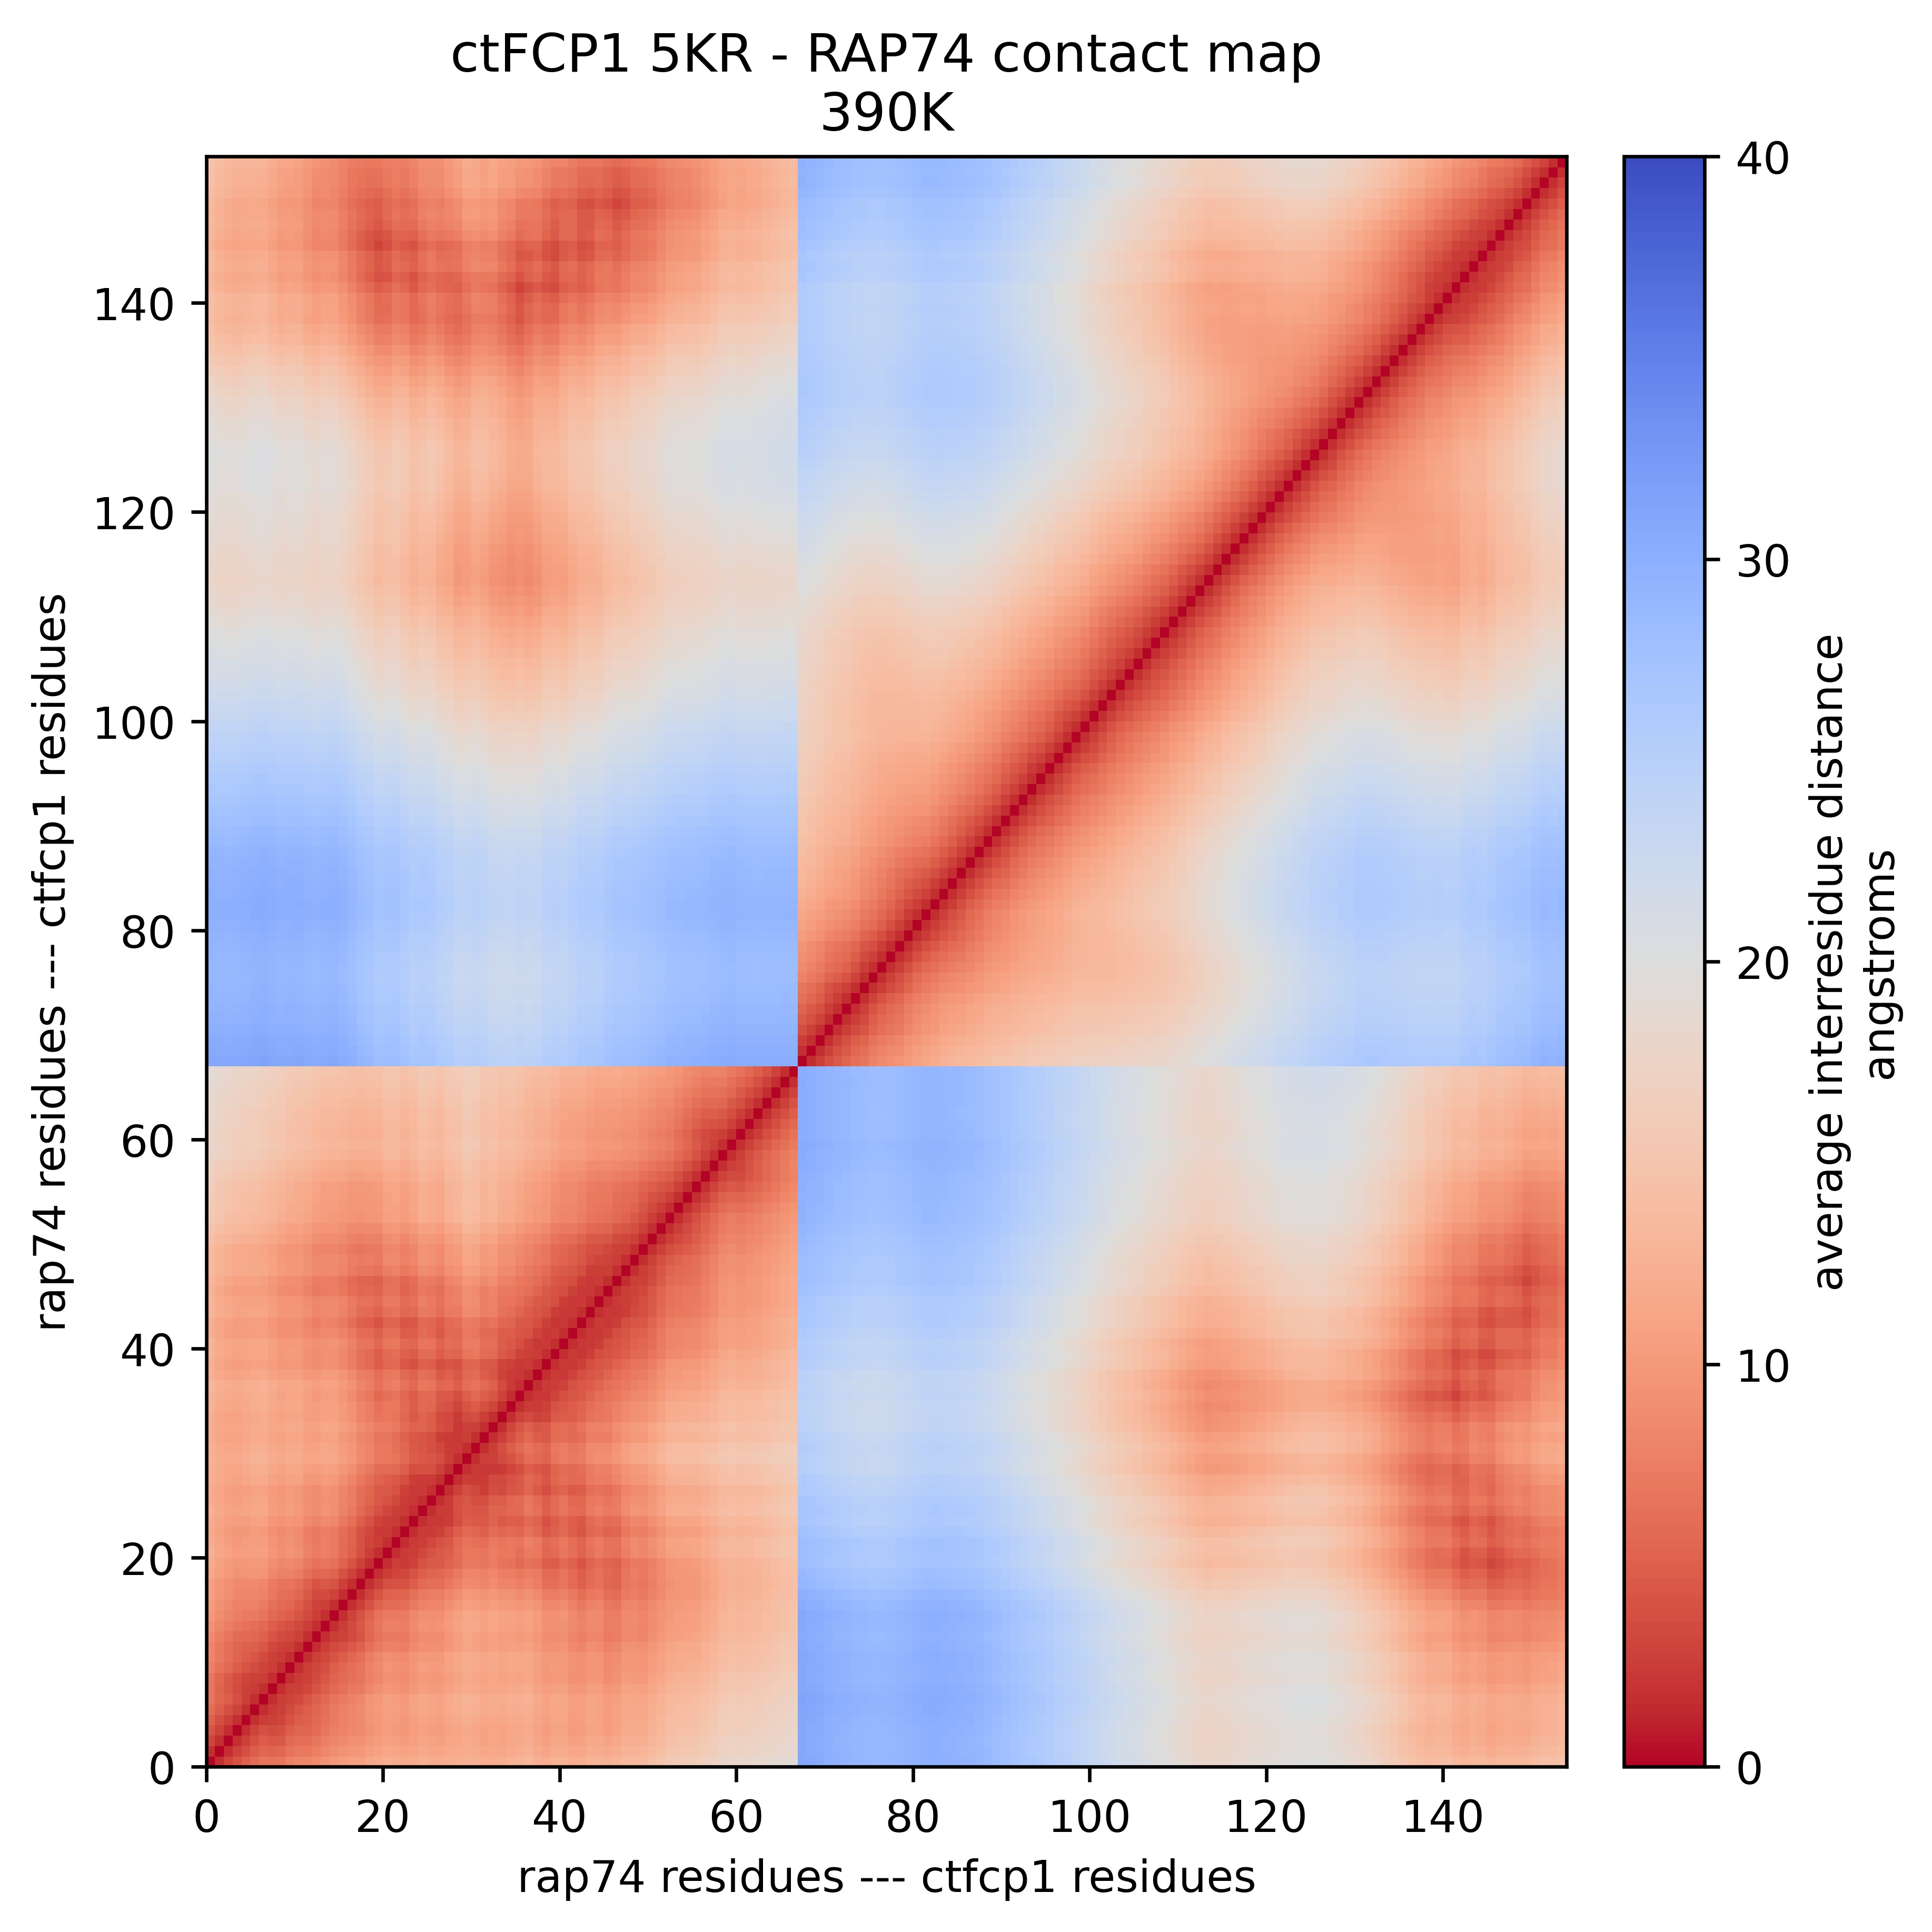 ctFCP1 5KR - RAP74 contact map
390K
rap74 residues --- ctfcp1 residues
140
120
100
80
60
40
20
0
0 20 40 60 80 100 120 140
rap74 residues --- ctfcp1 residues
40
30
20
10
0
average interresidue distance
angstroms